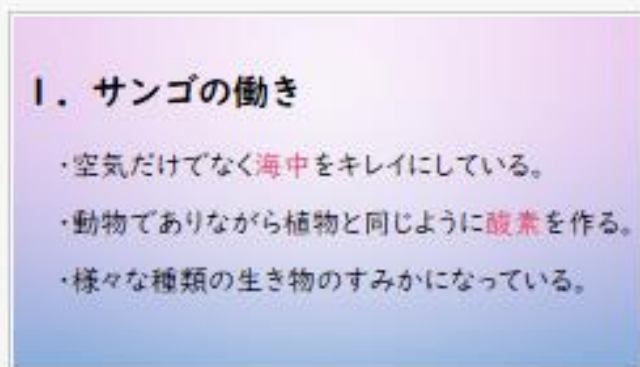 1. サンゴの働き
・空気だけでなく海中をキレイにしている。
・動物でありながら植物と同じように酸素を作る。
・様々な種類の生き物のすみかになっている。